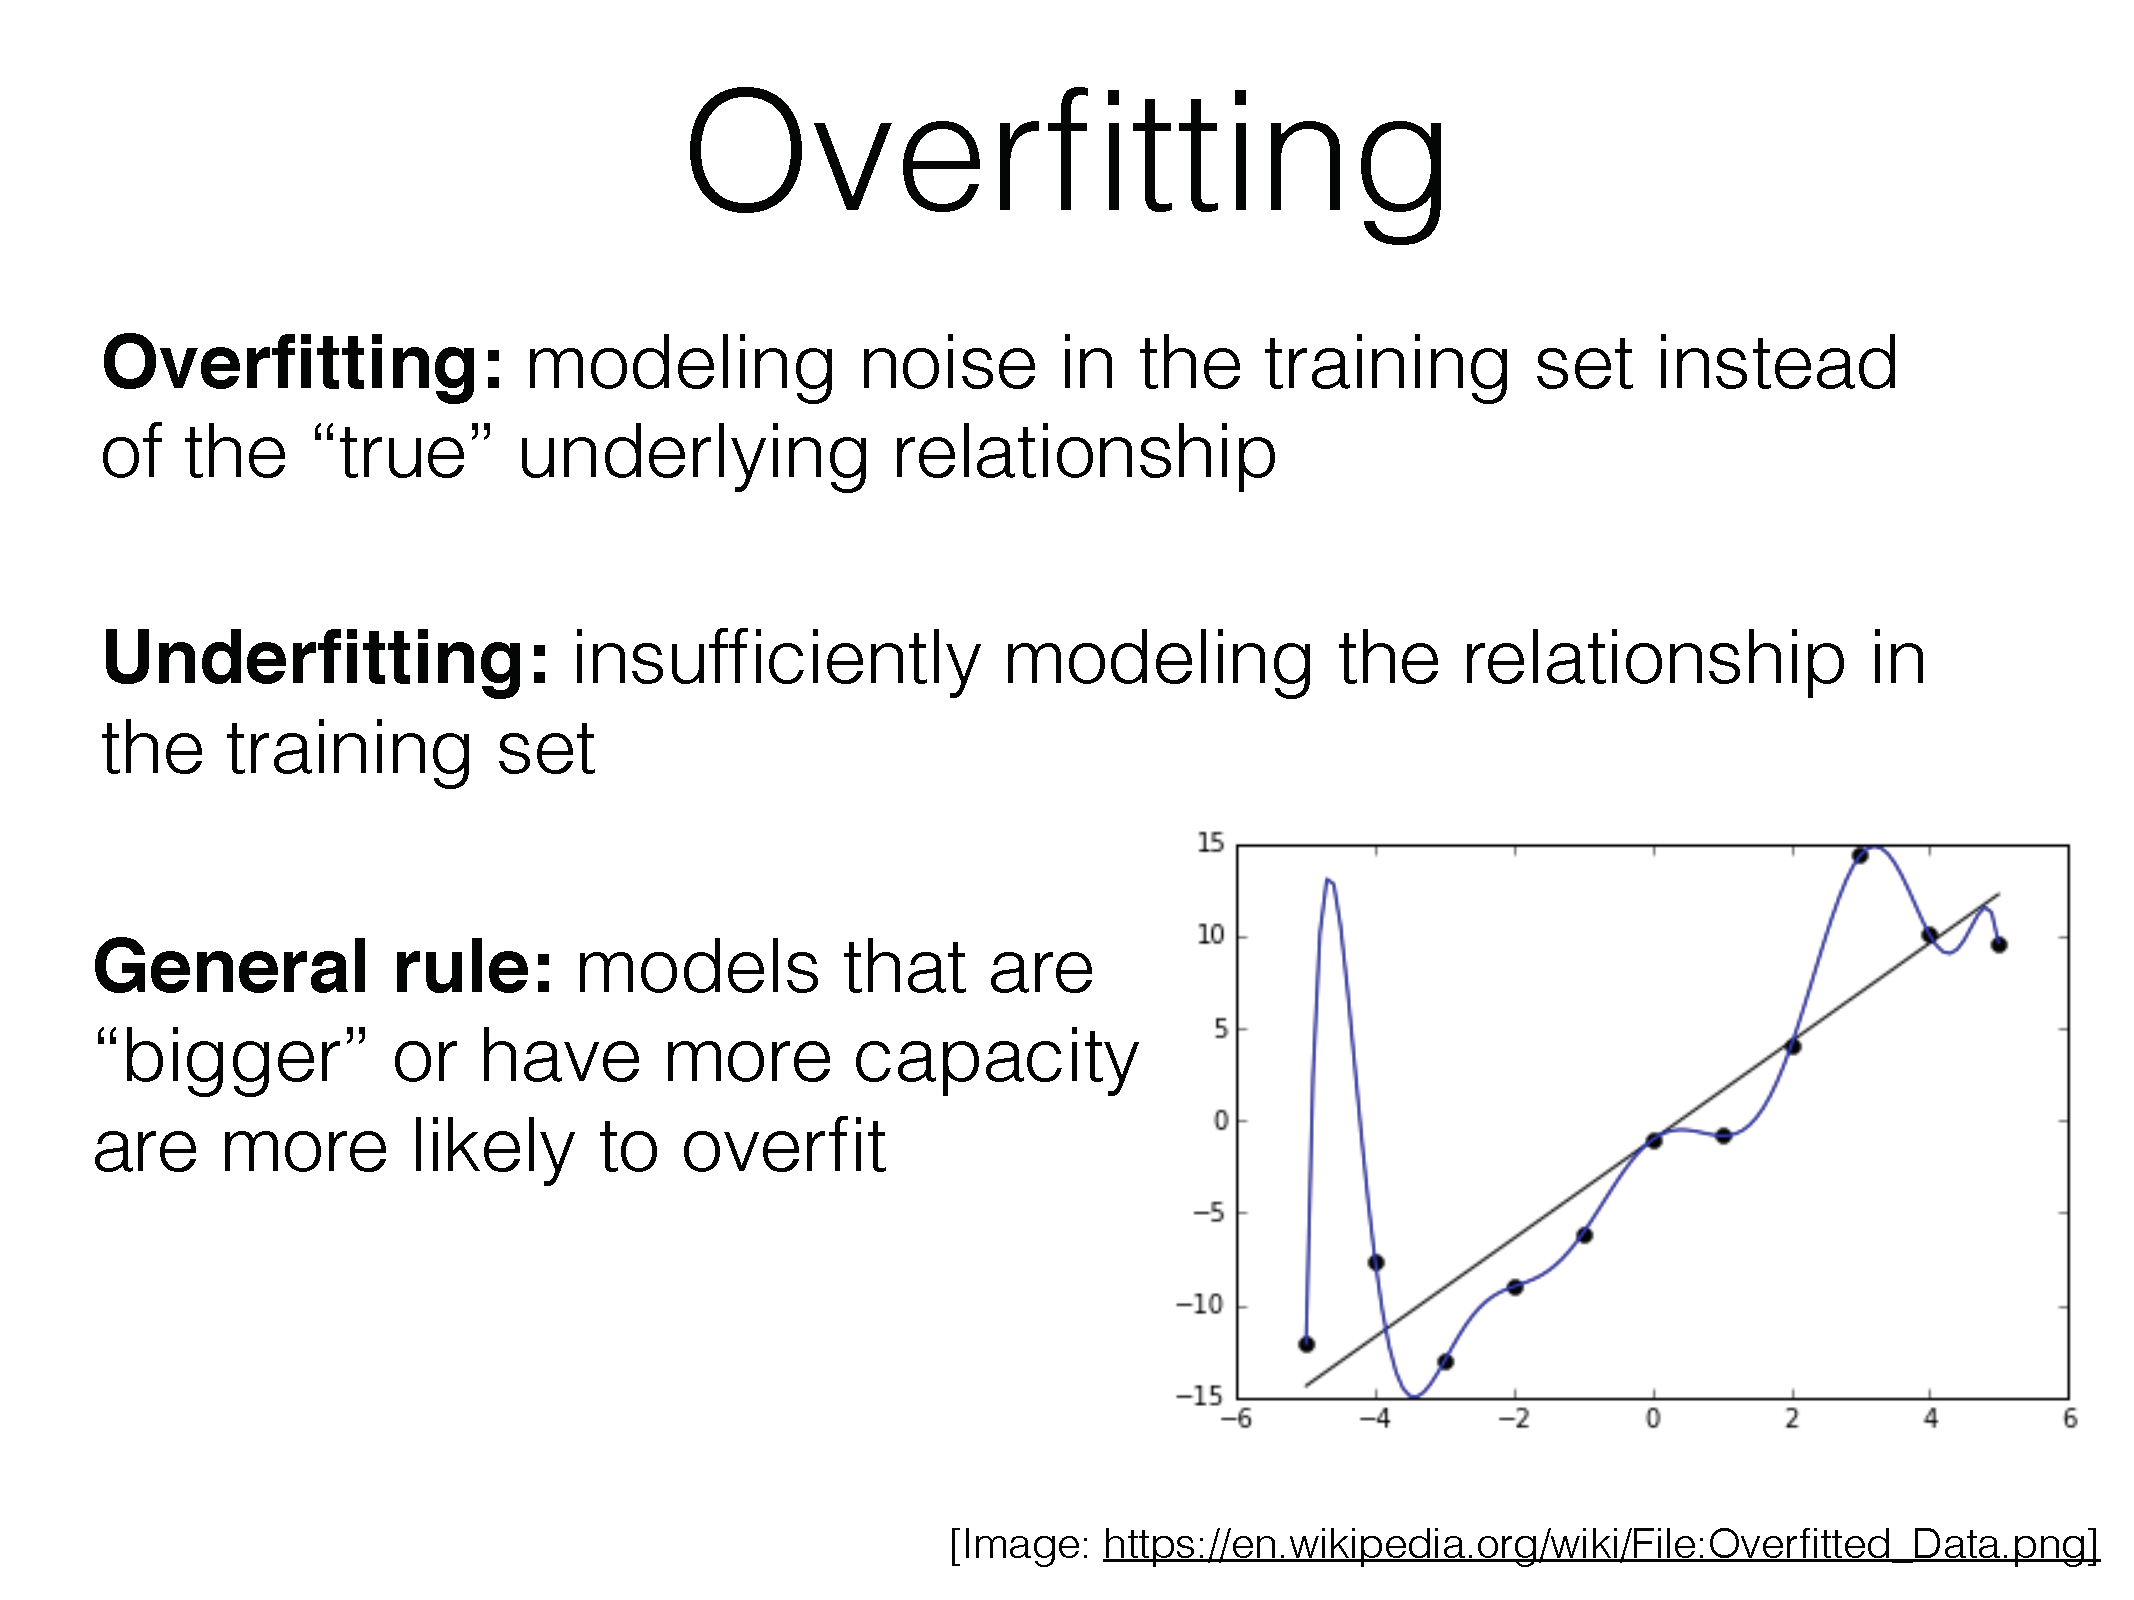 Overfitting
Overfitting: modeling noise in the training set instead
of the “true” underlying relationship
Underfitting: insufficiently modeling the relationship in
the training set
General rule: models that are
“bigger” or have more capacity
are more likely to overfit
15
10
5
0
−5
−10
−15
−6 −4 −2 0 2 4 6
[Image: https://en.wikipedia.org/wiki/File:Overfitted_Data.png]